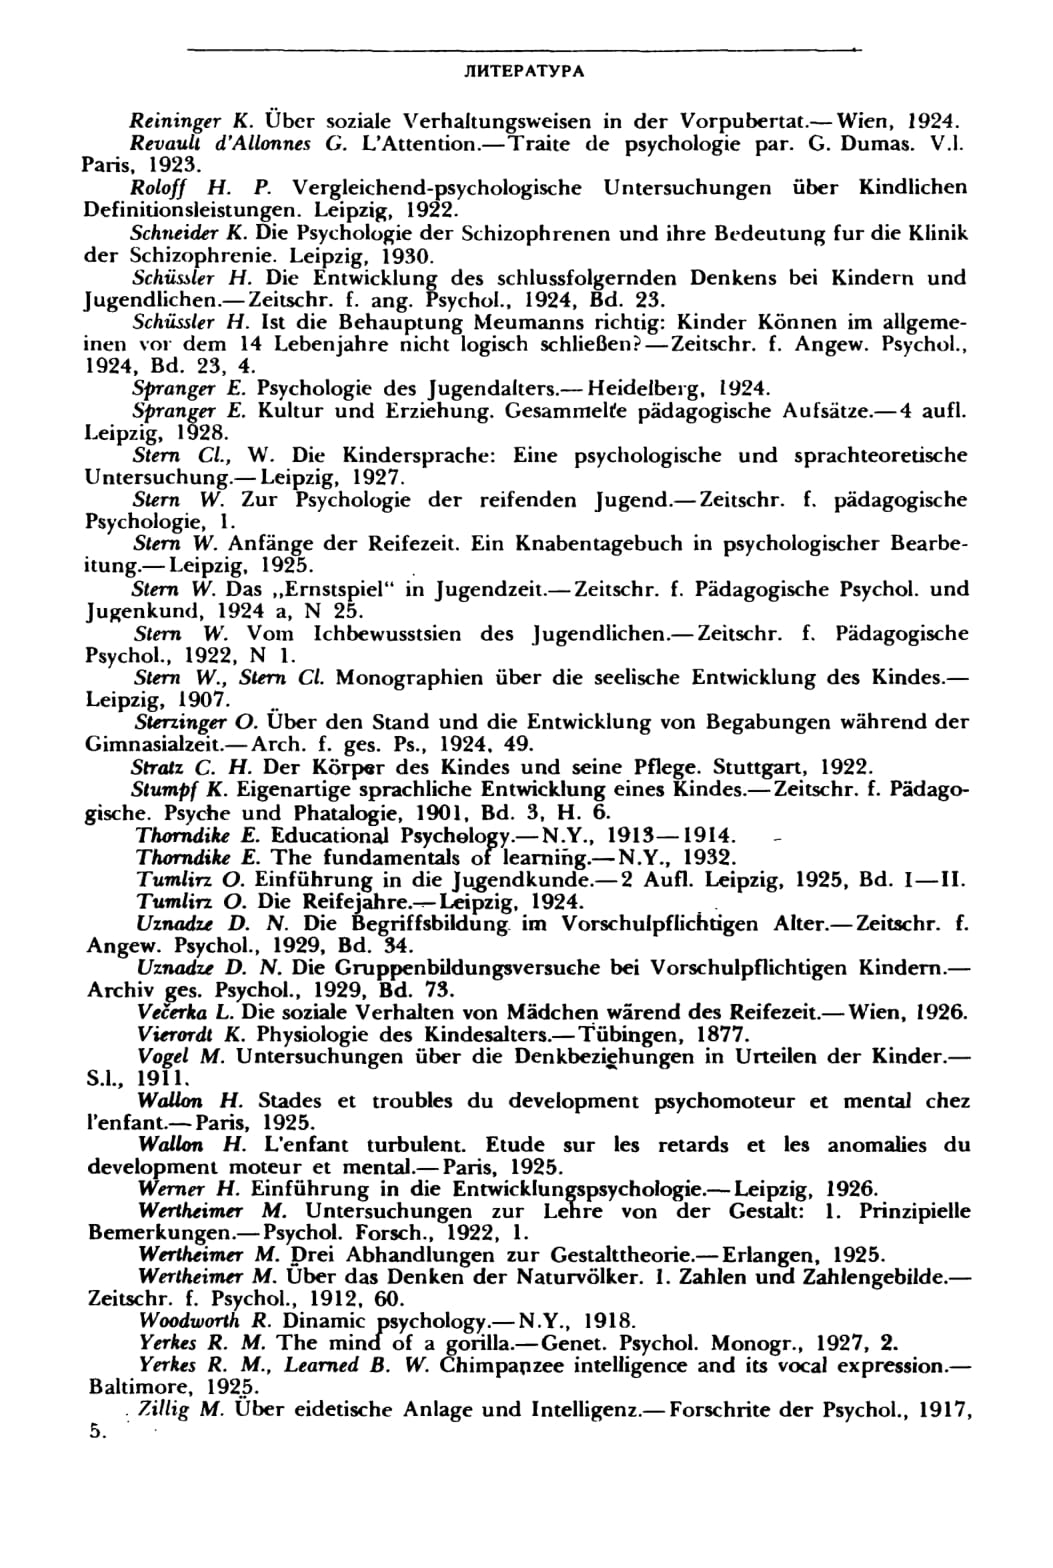 ЛИТЕРАТУРА
Reininger K. Über soziale Verhaltungsweisen in der Vorpubertat.— Wien, 1924.
Revault d'Allonnes G. L'Attention.—Traite de psychologie par. G. Dumas. V.l.
Paris, 1923.
Roloff H. P. Vergleichend-psychologische Untersuchungen über Kindlichen
Definitionsleistungen. Leipzig, 1922.
Schneider K. Die Psychologie der Schizophrenen und ihre Bedeutung fur die Klinik
der Schizophrenie. Leipzig, 1930.
Schüssler H. Die Entwicklung des schlussfolgernden Denkens bei Kindern und
Jugendlichen.— Zeitschr. f. ang. Psychol., 1924, Bd. 23.
Schüssler H. Ist die Behauptung Meumanns richtig: Kinder Können im allgeme-
inen vor dem 14 Lebenjahre nicht logisch schließen?—Zeitschr. f. Angew. Psychol.,
1924, Bd. 23, 4.
Spranger E. Psychologie des Jugendalters.— Heidelberg, 1924.
Spranger E. Kultur und Erziehung. Gesammelte pädagogische Aufsätze.—4 aufl.
Leipzig, 1928.
Stern Cl., W. Die Kindersprache: Eine psychologische und sprachteoretische
Untersuchung.— Leipzig, 1927.
Stern W. Zur Psychologie der reifenden Jugend.—Zeitschr. f. pädagogische
Psychologie, 1.
Stern W. Anfänge der Reifezeit. Ein Knabentagebuch in psychologischer Bearbe-
itung.— Leipzig, 1925.
Stern W. Das „Ernstspiel“ in Jugendzeit.—Zeitschr. f. Pädagogische Psychol. und
Jugenkund, 1924 a, N 25.
Stern W. Vom Ichbewusstsien des Jugendlichen.—Zeitschr. f. Pädagogische
Psychol., 1922, N 1.
Stern W., Stern Cl. Monographien über die seelische Entwicklung des Kindes.—
Leipzig, 1907.
Sterzinger O. Über den Stand und die Entwicklung von Begabungen während der
Gimnasialzeit.— Arch. f. ges. Ps., 1924, 49.
Stratz C. H. Der Körper des Kindes und seine Pflege. Stuttgart, 1922.
Stumpf K. Eigenartige sprachliche Entwicklung eines Kindes.—Zeitschr. f. Pädago-
gische. Psyche und Phatalogie, 1901, Bd. 3, H. 6.
Thorndike E. Educational Psychology.—N.Y., 1913—1914.
Thorndike E. The fundamentals of learning.—N.Y., 1932.
Tumlirz O. Einführung in die Jugendkunde.—2 Aufl. Leipzig, 1925, Bd. I—II.
Tumlirz O. Die Reifejahre.—Leipzig, 1924.
Uznadze D. N. Die Begriffsbildung im Vorschulpflichtigen Alter.—Zeitschr. f.
Angew. Psychol., 1929, Bd. 34.
Uznadze D. N. Die Gruppenbildungsversuche bei Vorschulpflichtigen Kindern.—
Archiv ges. Psychol., 1929, Bd. 73.
Večerka L. Die soziale Verhalten von Mädchen wärend des Reifezeit.—Wien, 1926.
Vierordt K. Physiologie des Kindesalters.—Tübingen, 1877.
Vogel M. Untersuchungen über die Denkbeziehungen in Urteilen der Kinder.—
S.l., 1911.
Wallon H. Stades et troubles du development psychomoteur et mental chez
l'enfant.—Paris, 1925.
Wallon H. L'enfant turbulent. Etude sur les retards et les anomalies du
development moteur et mental.—Paris, 1925.
Werner H. Einführung in die Entwicklungspsychologie.—Leipzig, 1926.
Wertheimer M. Untersuchungen zur Lehre von der Gestalt: 1. Prinzipielle
Bemerkungen.—Psychol. Forsch., 1922, 1.
Wertheimer M. Drei Abhandlungen zur Gestalttheorie.—Erlangen, 1925.
Wertheimer M. Über das Denken der Naturvölker. 1. Zahlen und Zahlengebilde.—
Zeitschr. f. Psychol., 1912, 60.
Woodworth R. Dinamic psychology.—N.Y., 1918.
Yerkes R. M. The mind of a gorilla.—Genet. Psychol. Monogr., 1927, 2.
Yerkes R. M., Learned B. W. Chimpanzee intelligence and its vocal expression.—
Baltimore, 1925.
Zillig M. Über eidetische Anlage und Intelligenz.—Forschrite der Psychol., 1917,
5.